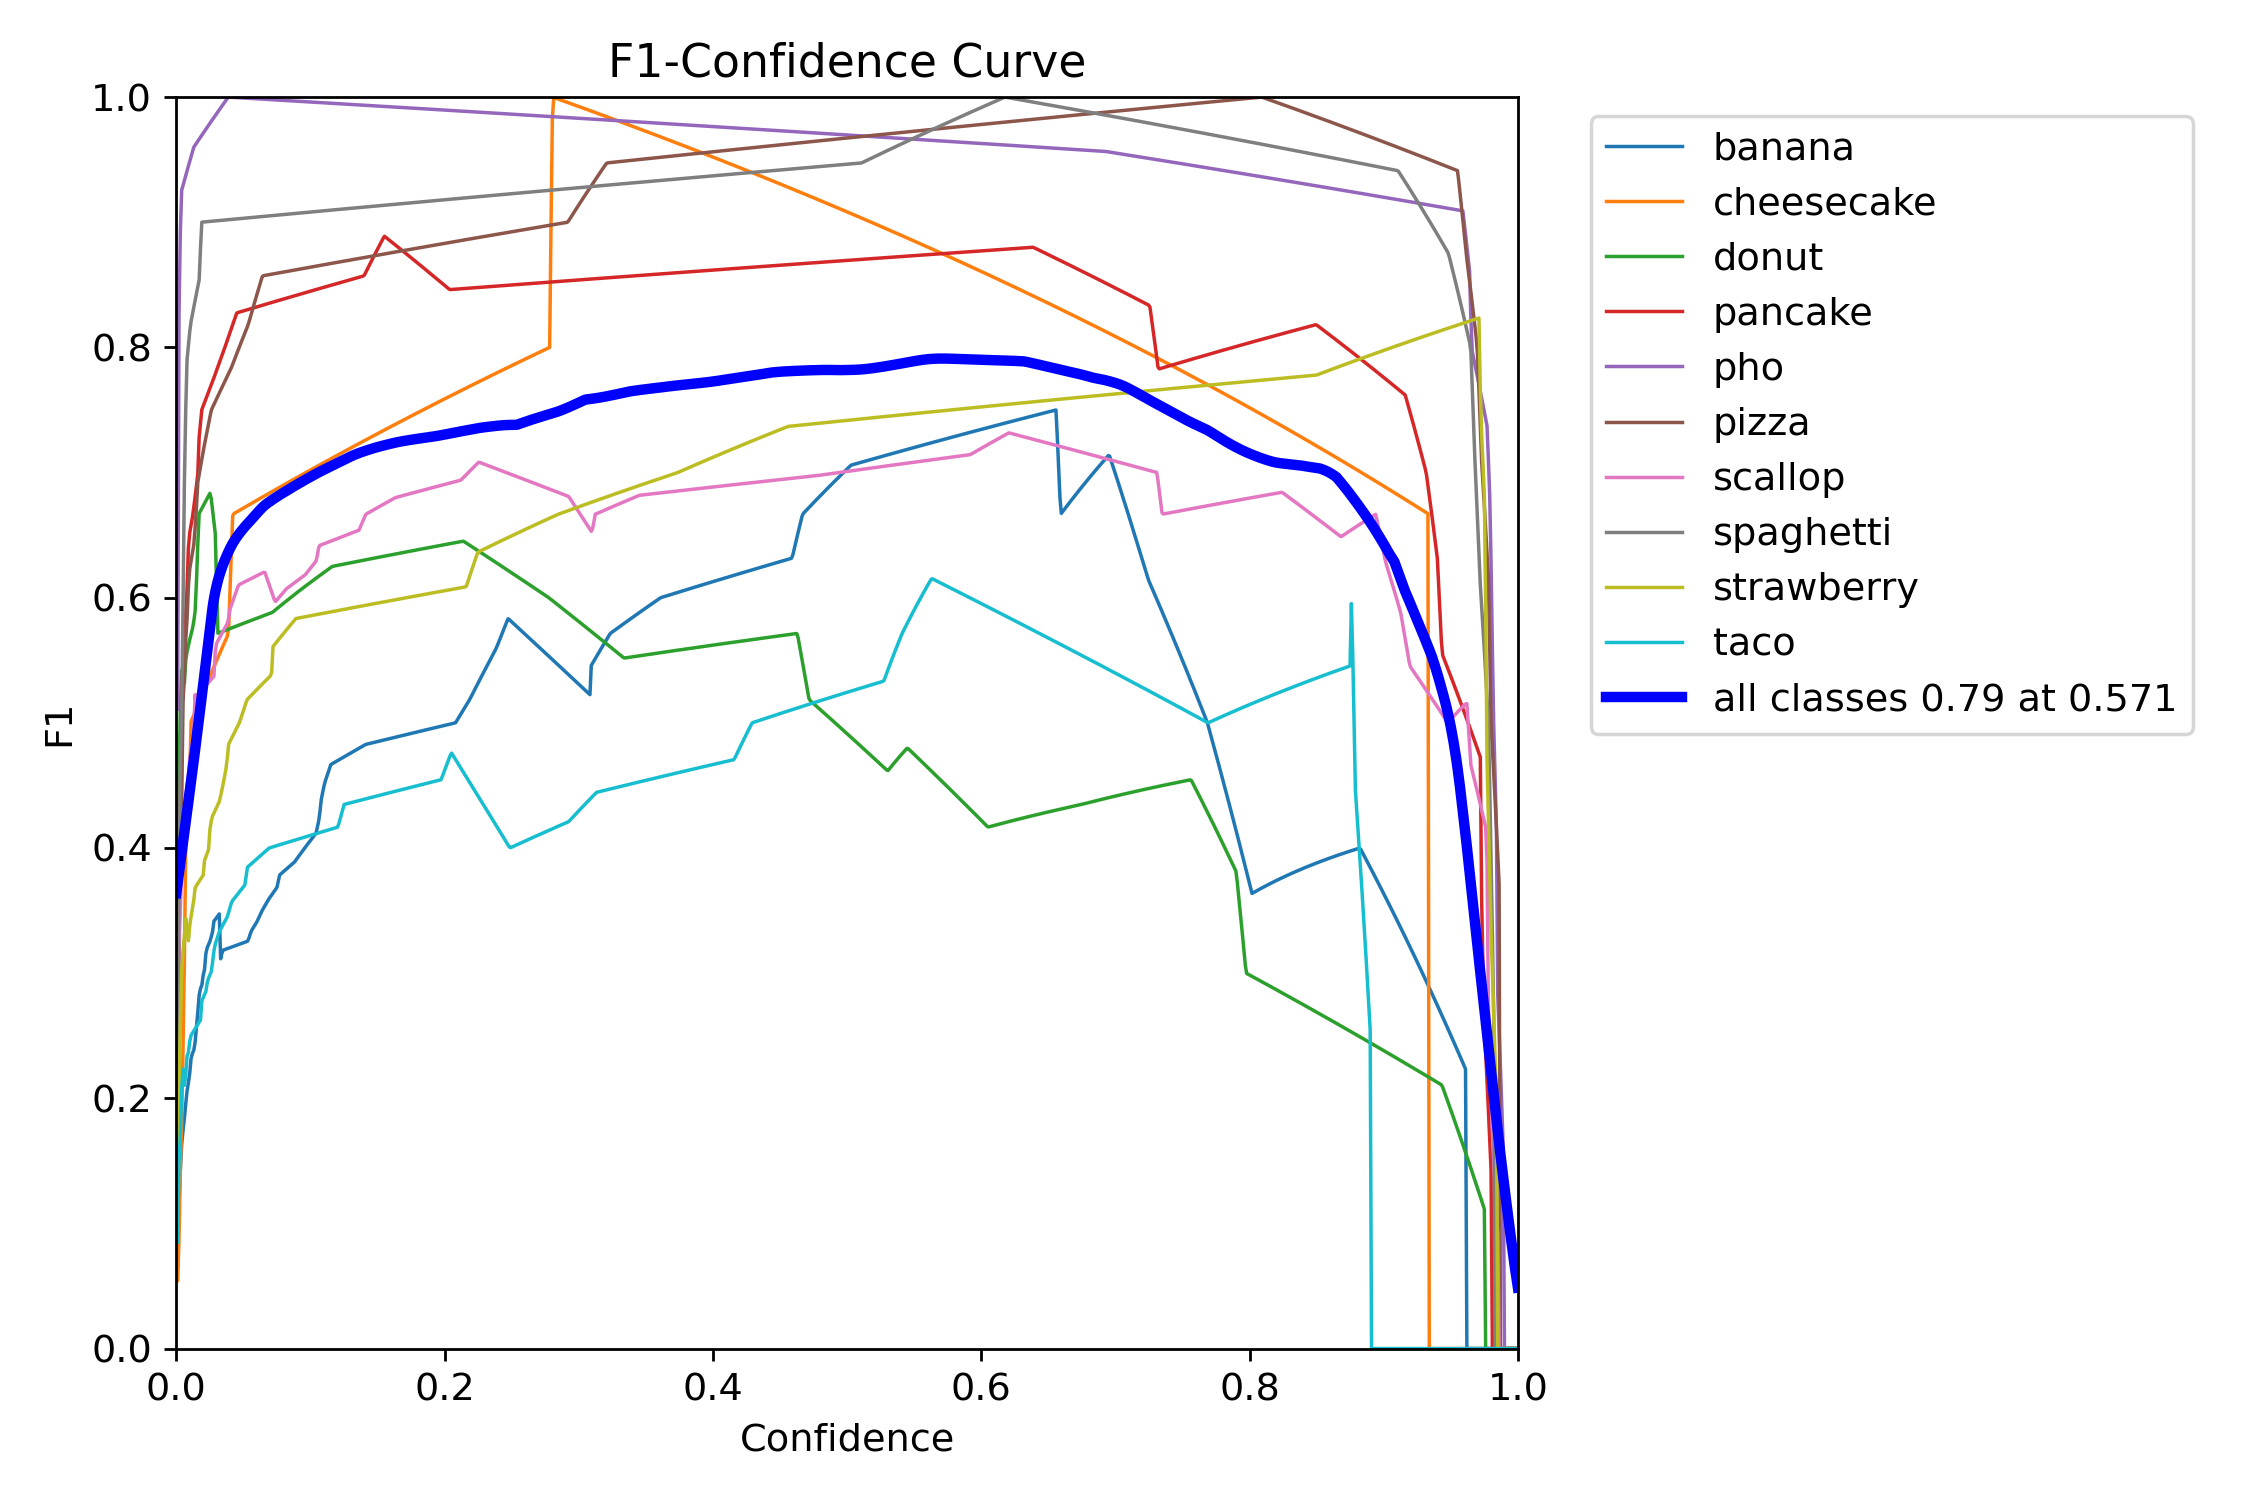 F1-Confidence Curve
1.0
0.8
0.6
0.4
0.2
0.0
F1
0.0 0.2 0.4 0.6 0.8 1.0
Confidence
banana
cheesecake
donut
pancake
pho
pizza
scallop
spaghetti
strawberry
taco
all classes 0.79 at 0.571